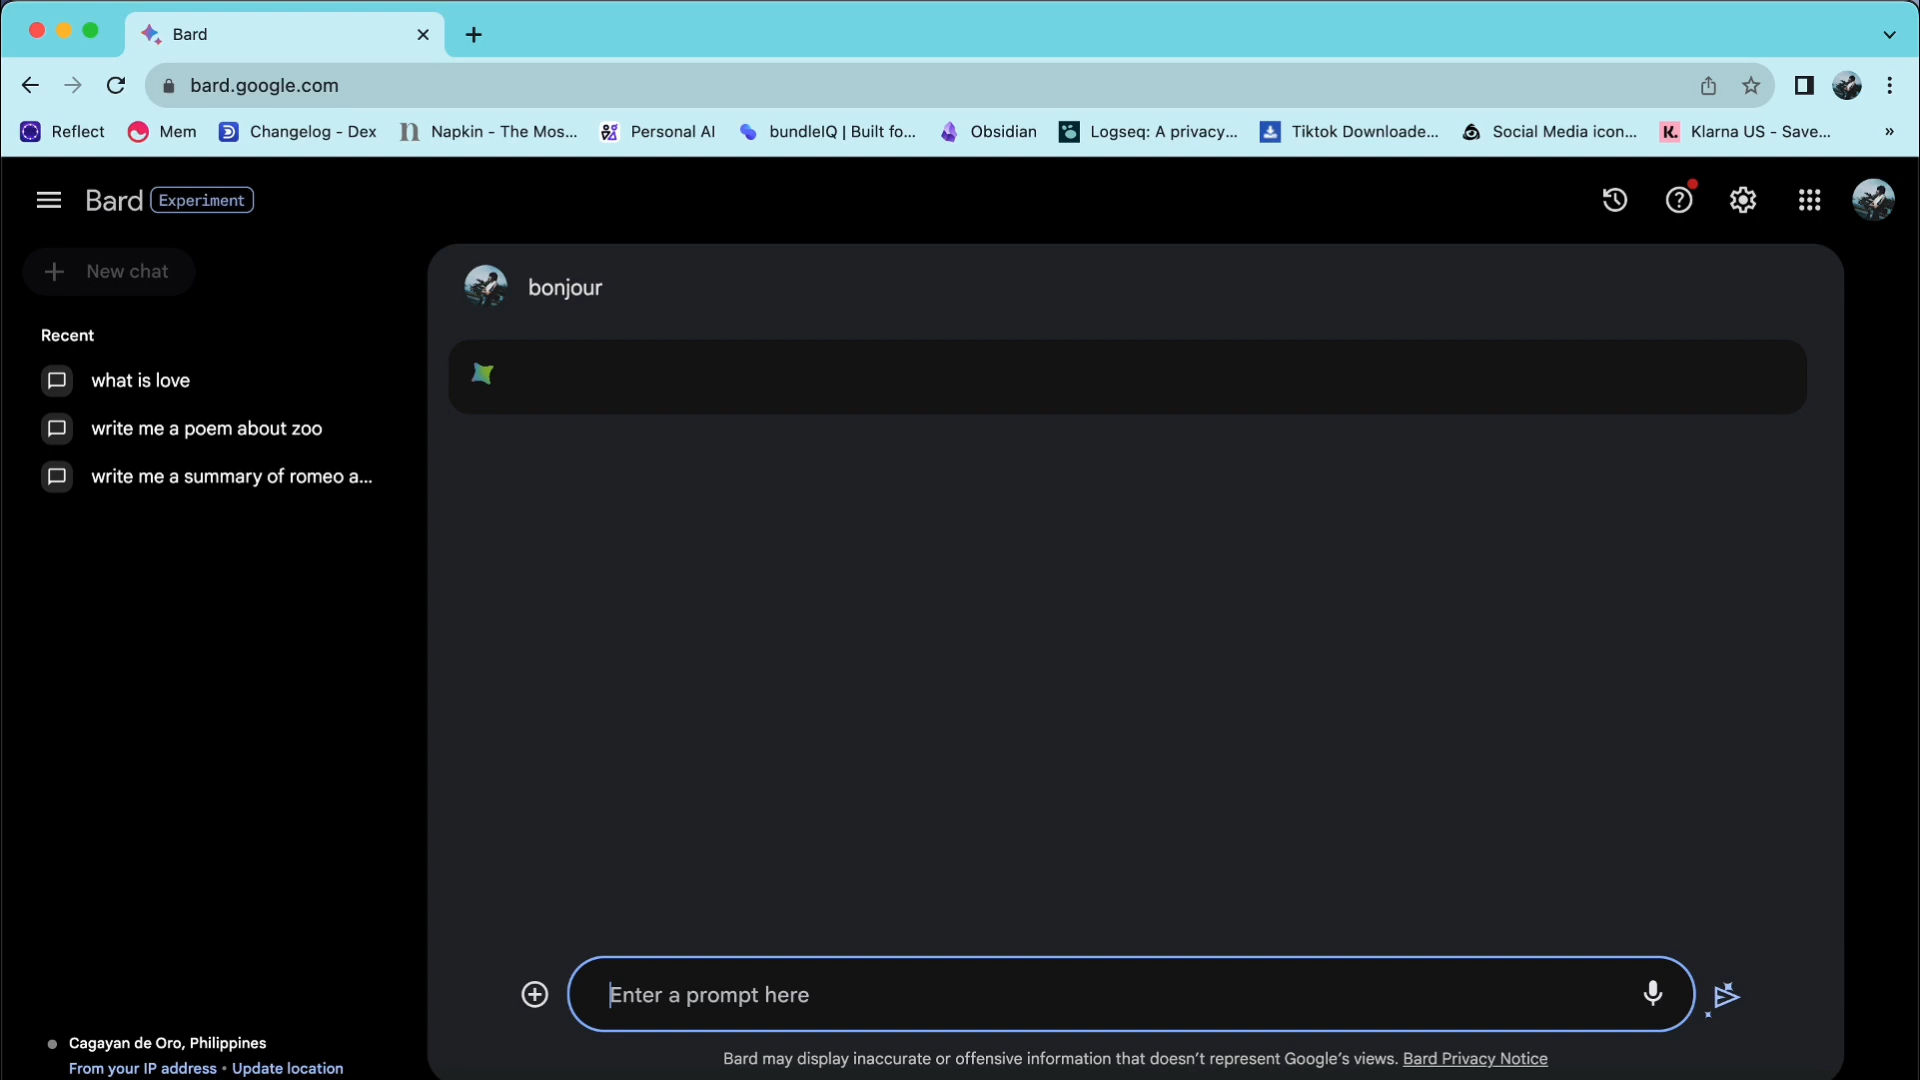 Bard
bard.google.com
Reflect
Mem
Changelog - Dex
Napkin - The Mos...
Personal AI
bundleIQ | Built fo...
Obsidian
Logseq: A privacy...
Tiktok Downloade...
Social Media icon...
K.
Klarna US - Save...
»
Bard Experiment
New chat
bonjour
Recent
what is love
write me a poem about zoo
write me a summary of romeo a...
Enter a prompt here
Cagayan de Oro, Philippines
From your IP address • Update location
Bard may display inaccurate or offensive information that doesn't represent Google's views. Bard Privacy Notice